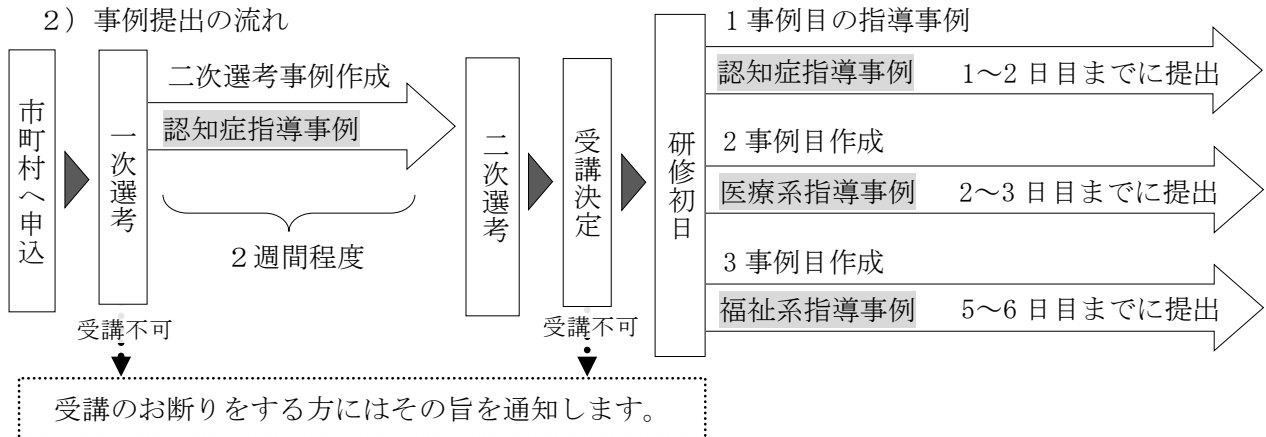 2）事例提出の流れ
市町村へ申込
一次選考
二次選考事例作成
認知症指導事例
２週間程度
二次選考
受講決定
研修初日
1 事例目の指導事例
認知症指導事例 1～2 日目までに提出
2 事例目作成
医療系指導事例 2～3 日目までに提出
3 事例目作成
福祉系指導事例 5～6 日目までに提出
受講不可
受講不可
受講のお断りをする方にはその旨を通知します。